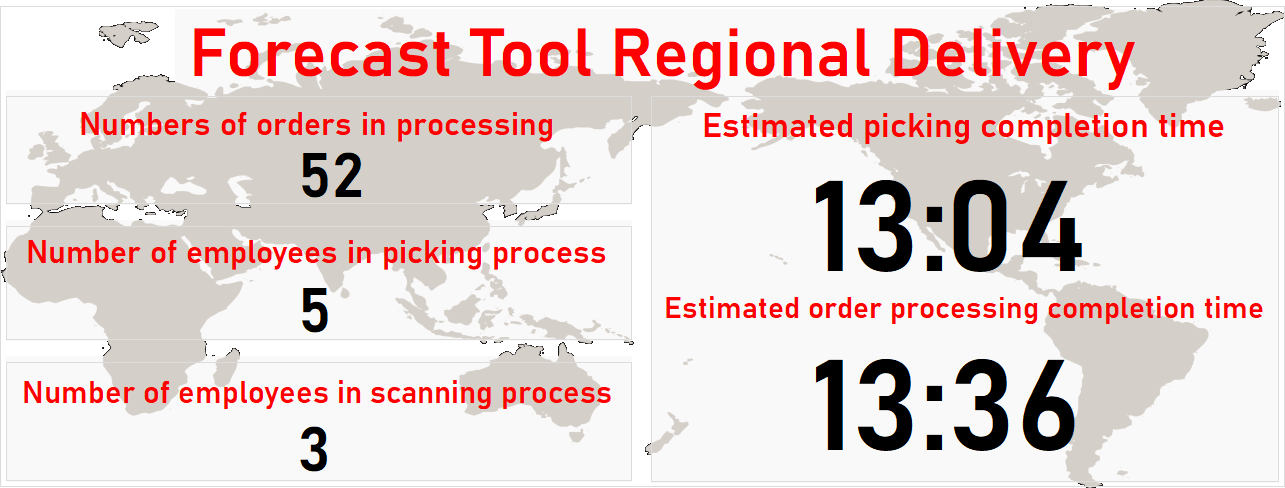 Forecast Tool Regional Delivery
Numbers of orders in processing
52
Number of employees in picking process
5
Number of employees in scanning process
3
Estimated picking completion time
13:04
Estimated order processing completion time
13:36